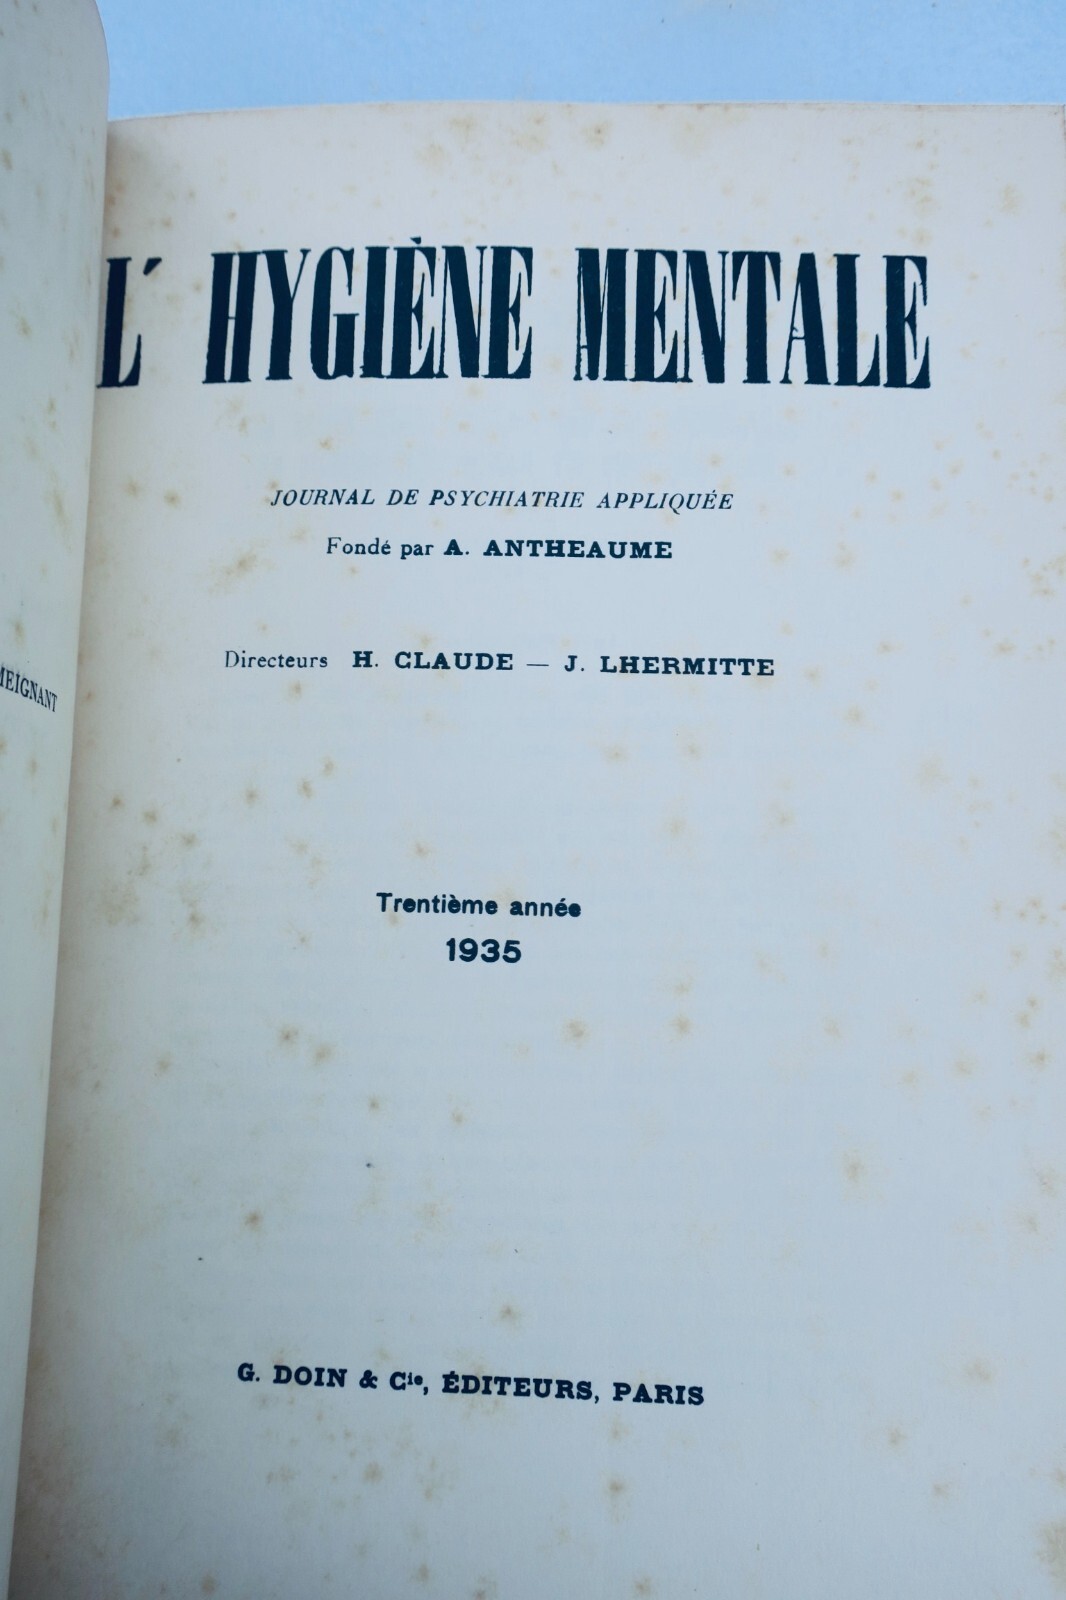 L'HYGIÈNE MENTALE
JOURNAL DE PSYCHIATRIE APPLIQUÉE
Fondé par A. ANTHEAUME
Directeurs H. CLAUDE — J. LHERMITTE
Trentième année
1935
G. DOIN & Cie, ÉDITEURS, PARIS
MEIGNANT